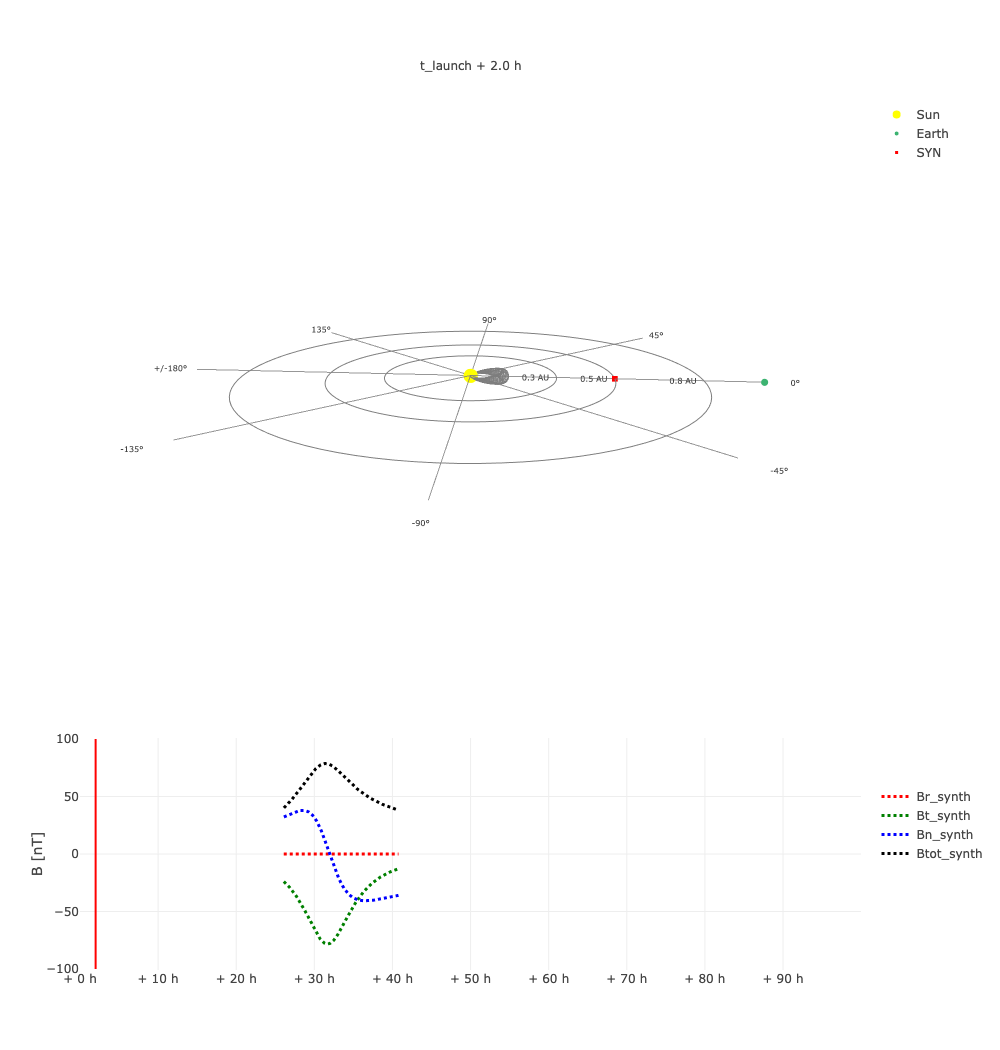 t_launch + 2.0 h
Sun
Earth
SYN
90°
135°
45°
+/-180°
0.3 AU
0.5 AU
0.8 AU
0°
-135°
-45°
-90°
100
50
0
−50
−100
B [nT]
+ 0 h
+ 10 h
+ 20 h
+ 30 h
+ 40 h
+ 50 h
+ 60 h
+ 70 h
+ 80 h
+ 90 h
Br_synth
Bt_synth
Bn_synth
Btot_synth